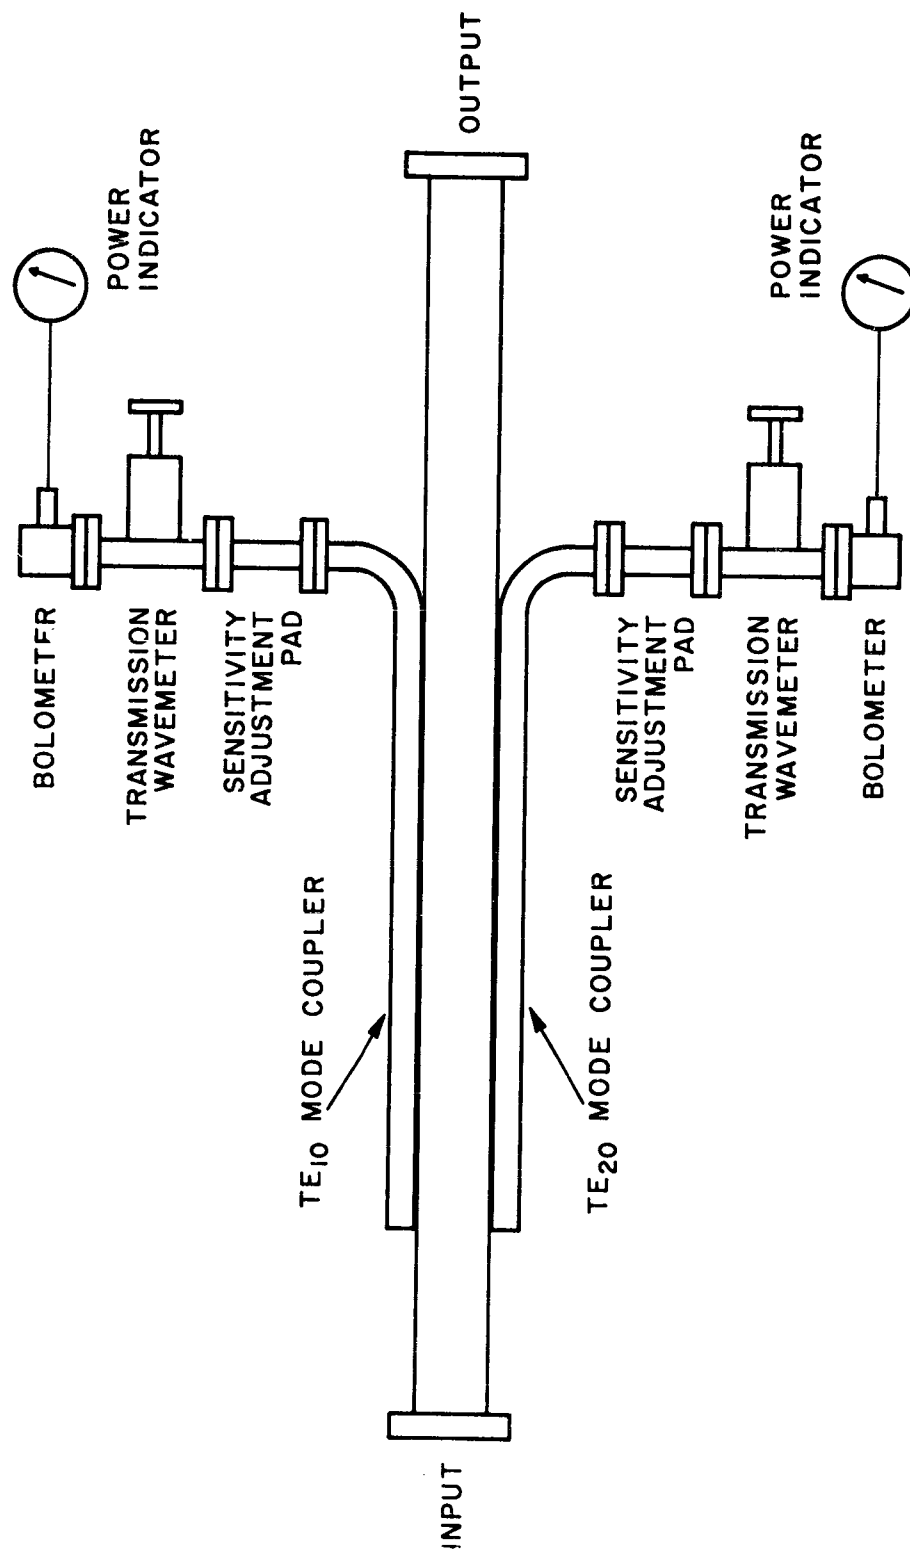 BOLOMETER
POWER
INDICATOR
TRANSMISSION
WAVEMETER
SENSITIVITY
ADJUSTMENT
PAD
TE10 MODE COUPLER
INPUT
OUTPUT
TE20 MODE COUPLER
SENSITIVITY
ADJUSTMENT
PAD
TRANSMISSION
WAVEMETER
POWER
INDICATOR
BOLOMETER